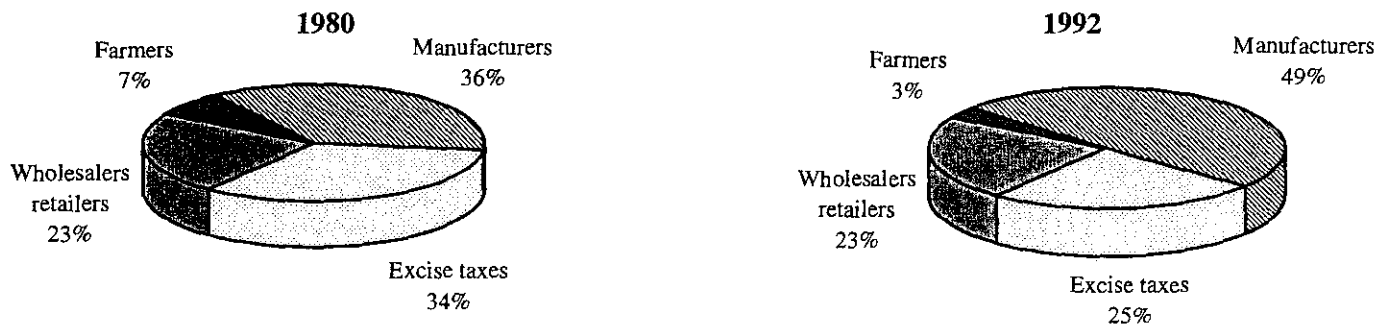 1980
Farmers
7%
Manufacturers
36%
Wholesalers
retailers
23%
Excise taxes
34%
1992
Farmers
3%
Manufacturers
49%
Wholesalers
retailers
23%
Excise taxes
25%